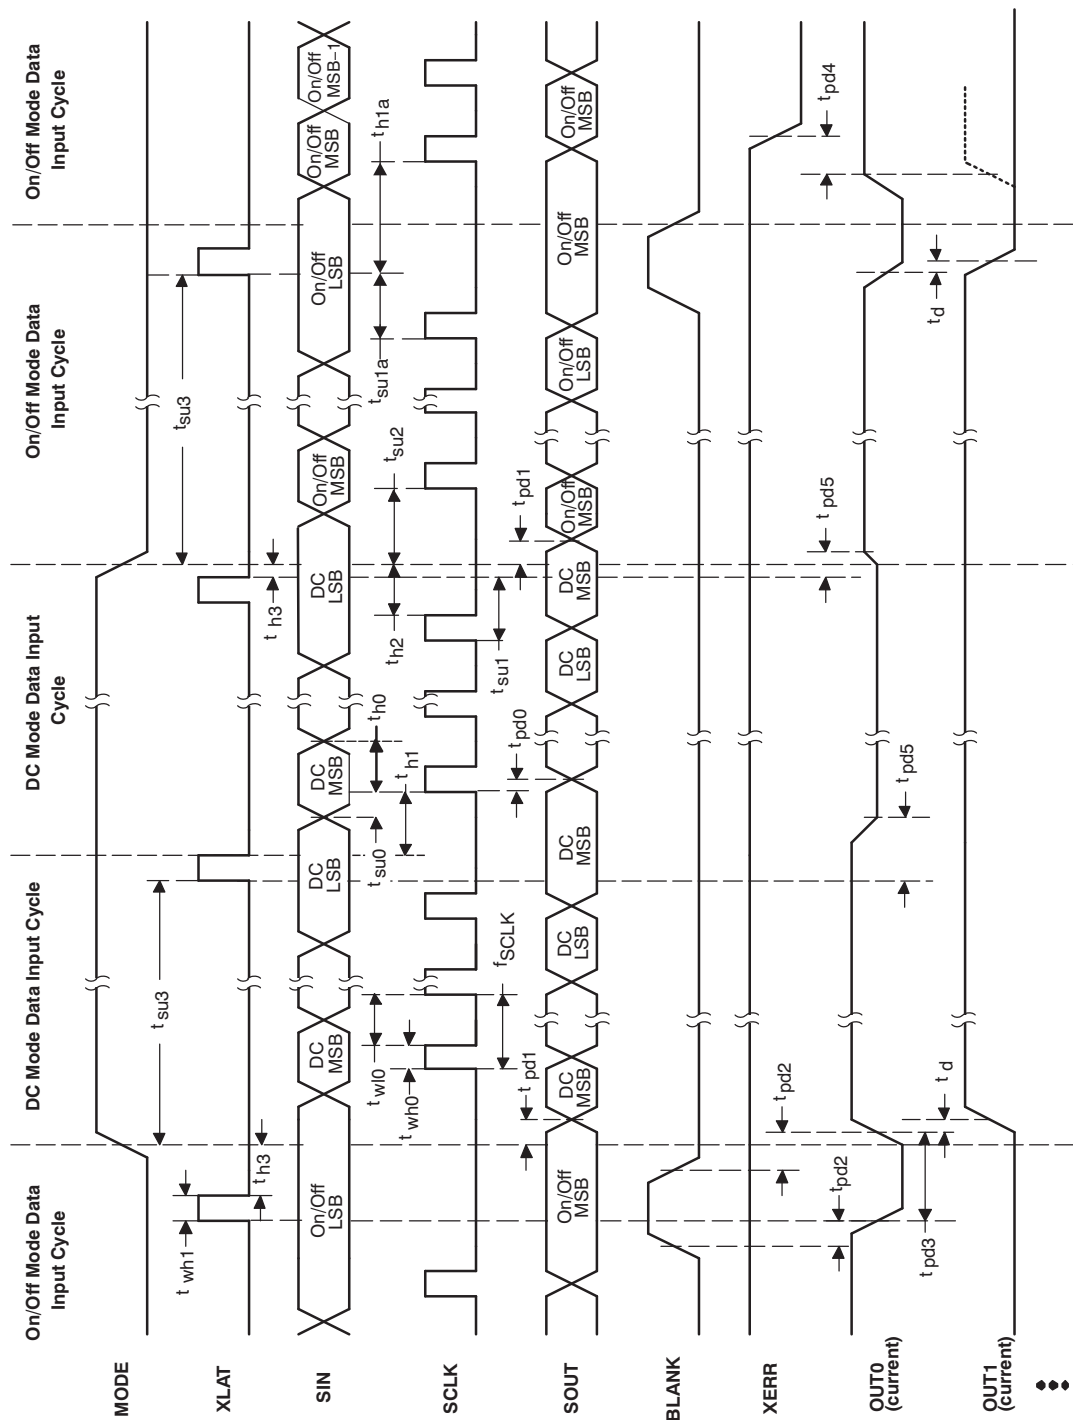 On/Off Mode Data
Input Cycle
DC Mode Data Input Cycle
DC Mode Data Input
Cycle
On/Off Mode Data
Input Cycle
On/Off Mode Data
Input Cycle
MODE
XLAT
t wh1
t h3
t su3
t h3
t su3
SIN
On/Off
LSB
DC
MSB
DC
LSB
DC
MSB
DC
LSB
On/Off
MSB
On/Off
LSB
On/Off
MSB
On/Off
MSB-1
t wh0
t wl0
t su0
t h1
t h0
t h2
t su2
t su1a
t h1a
SCLK
t pd1
f SCLK
t pd0
t su1
t pd1
SOUT
On/Off
MSB
DC
MSB
DC
LSB
DC
MSB
DC
LSB
DC
MSB
On/Off
MSB
On/Off
LSB
On/Off
MSB
On/Off
MSB
BLANK
XERR
t pd2
t pd2
t pd5
t pd5
t pd4
OUT0
(current)
t pd3
t d
t d
OUT1
(current)